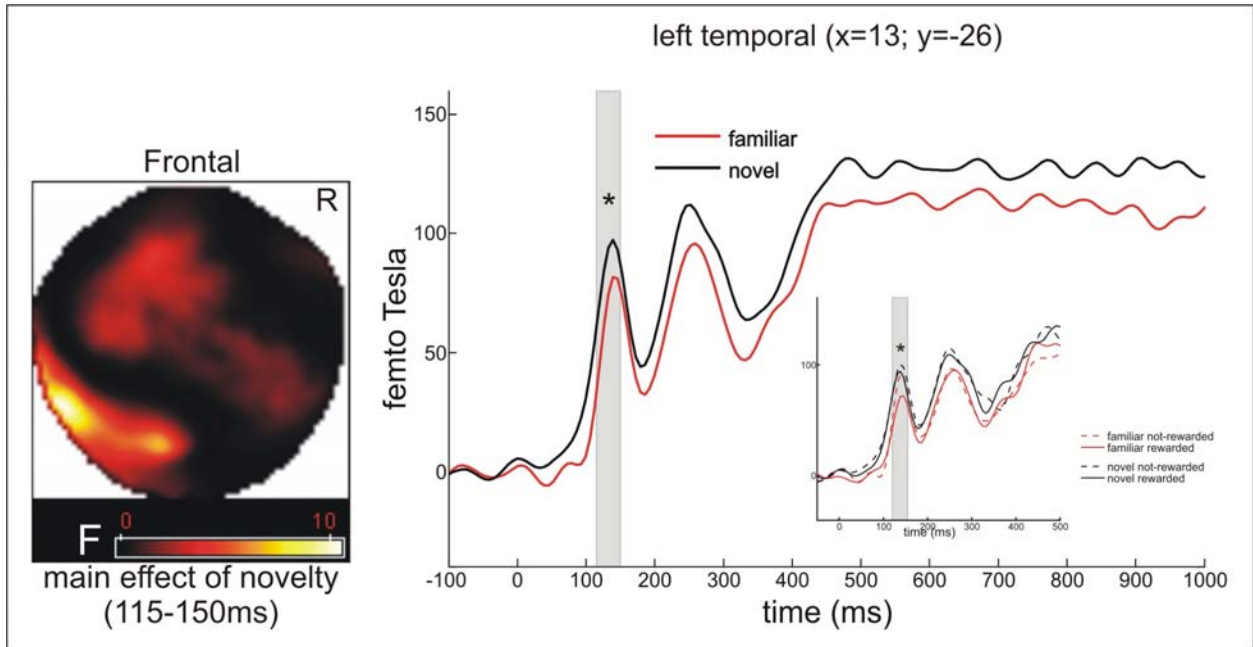 left temporal (x=13; y=-26)
Frontal
R
0 10
F
main effect of novelty
(115-150ms)
femto Tesla
150
100
50
0
familiar
novel
*
-100 0 100 200 300 400 500 600 700 800 900 1000
time (ms)
100
0
*
0 100 200 300 400 500
time (ms)
familiar not-rewarded
familiar rewarded
novel not-rewarded
novel rewarded